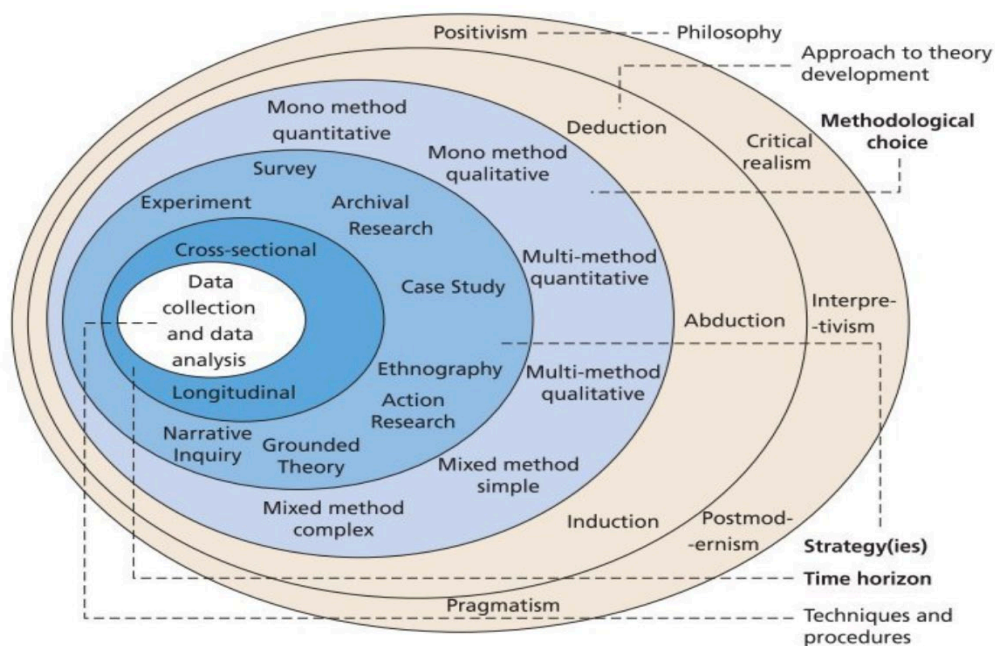 Positivism
Philosophy
Approach to theory
development
Mono method
quantitative
Deduction
Methodological
choice
Critical
realism
Mono method
qualitative
Survey
Experiment
Archival
Research
Cross-sectional
Multi-method
quantitative
Data
collection
and data
analysis
Case Study
Interpre-
-etivism
Abduction
Ethnography
Multi-method
qualitative
Longitudinal
Action
Research
Narrative
Inquiry
Grounded
Theory
Mixed method
simple
Mixed method
complex
Induction
Postmod-
-ernism
Strategy(ies)
Time horizon
Pragmatism
Techniques and
procedures